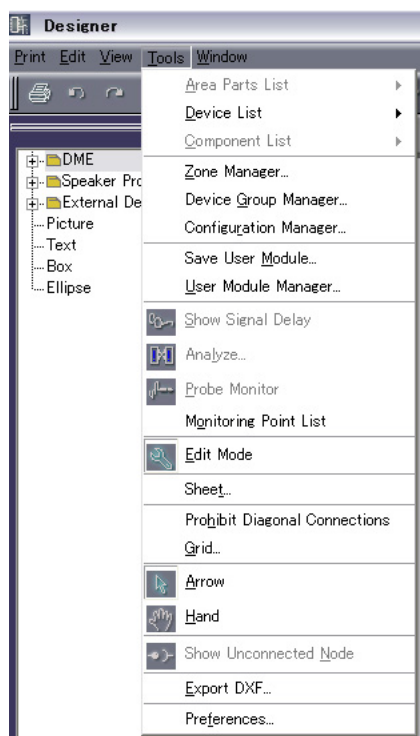 Designer
Print Edit View Tools Window
Area Parts List
Device List
Component List
Zone Manager...
Device Group Manager...
Configuration Manager...
Save User Module...
User Module Manager...
Show Signal Delay
Analyze...
Probe Monitor
Monitoring Point List
Edit Mode
Sheet...
Prohibit Diagonal Connections
Grid...
Arrow
Hand
Show Unconnected Node
Export DXF...
Preferences...
DME
Speaker Pro
External De
Picture
Text
Box
Ellipse